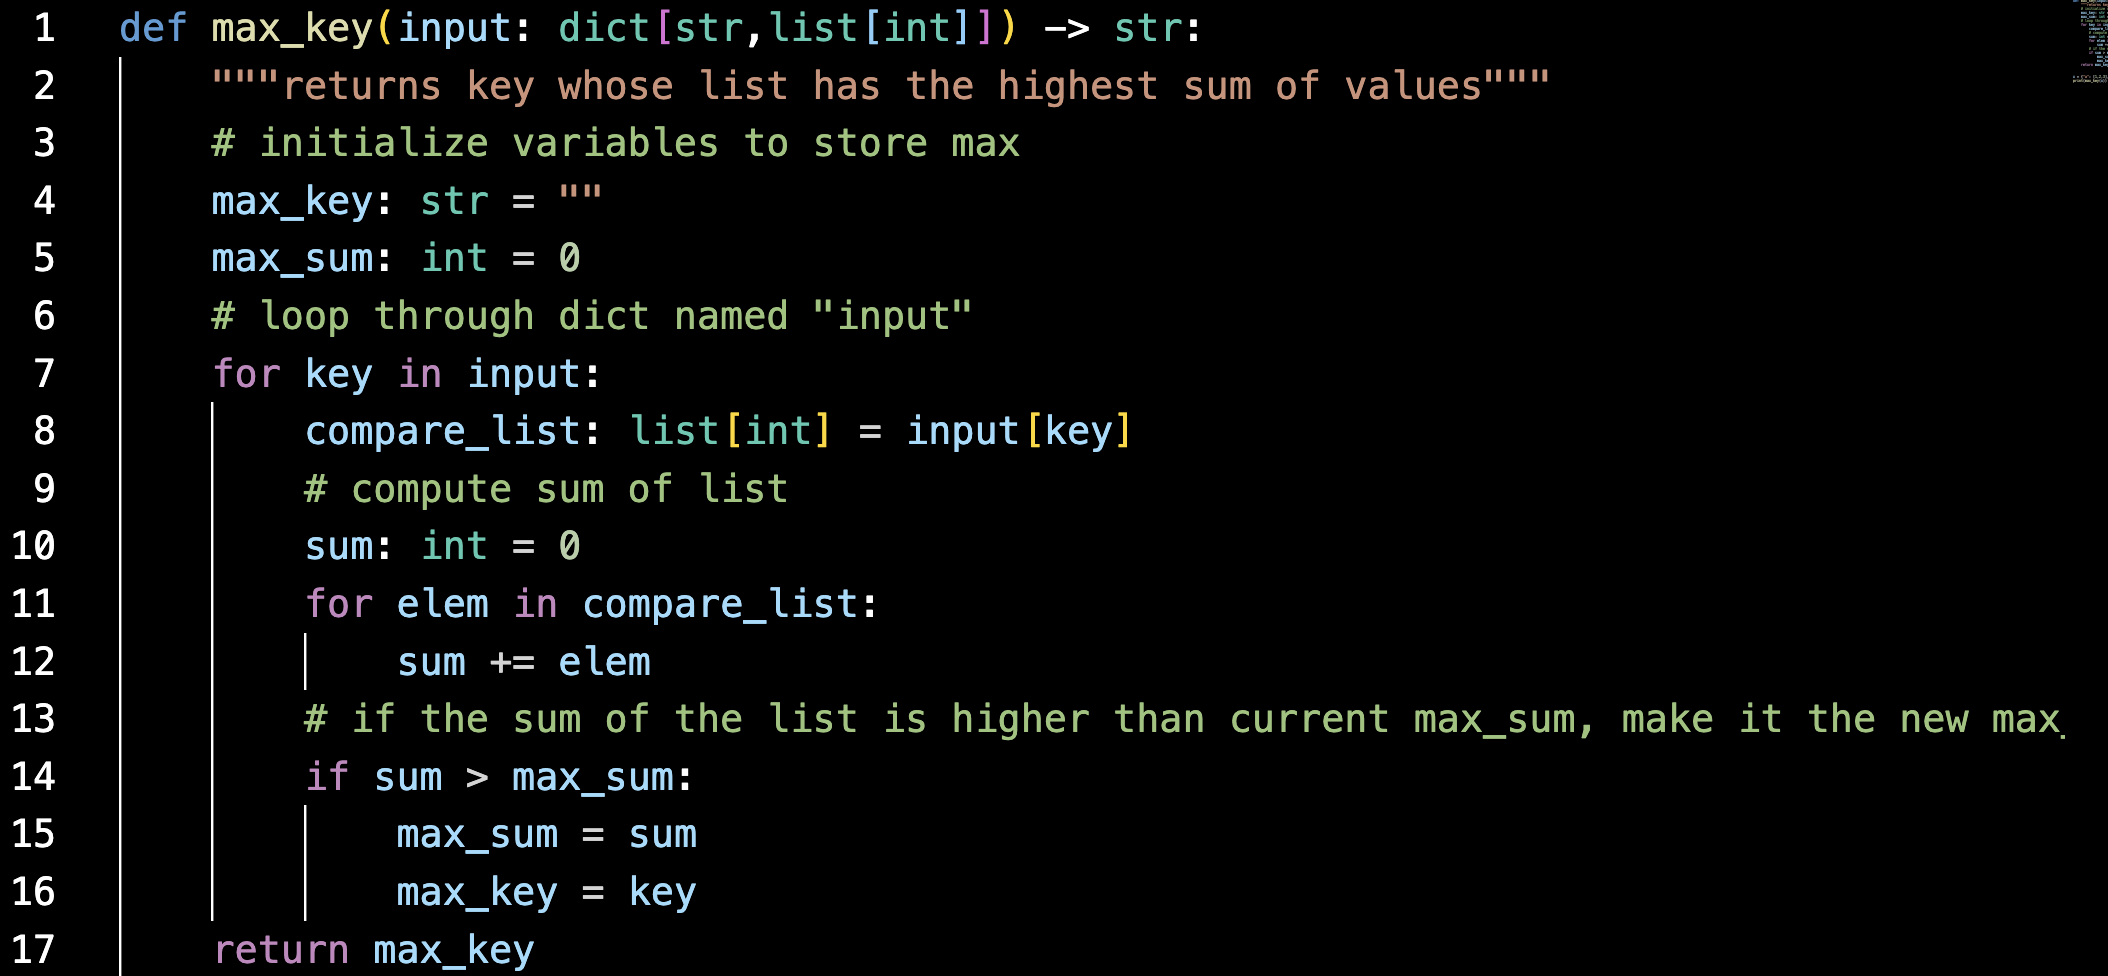 1 def max_key(input: dict[str,list[int]]) -> str:
2 """returns key whose list has the highest sum of values"""
3 # initialize variables to store max
4 max_key: str = ""
5 max_sum: int = 0
6 # loop through dict named "input"
7 for key in input:
8 compare_list: list[int] = input[key]
9 # compute sum of list
10 sum: int = 0
11 for elem in compare_list:
12 sum += elem
13 # if the sum of the list is higher than current max_sum, make it the new max_
14 if sum > max_sum:
15 max_sum = sum
16 max_key = key
17 return max_key